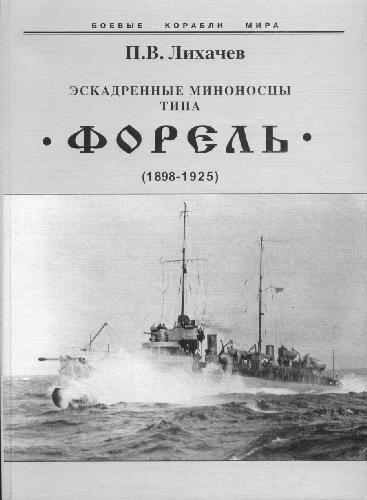 БОЕВЫЕ КОРАБЛИ МИРА
П.В. Лихачев
ЭСКАДРЕННЫЕ МИНОНОСЦЫ
ТИПА
• ФОРЕЛЬ •
(1898-1925)